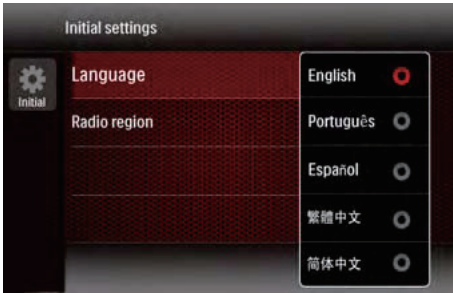 Initial settings
Initial
Language
Radio region
English
Português
Español
繁體中文
简体中文